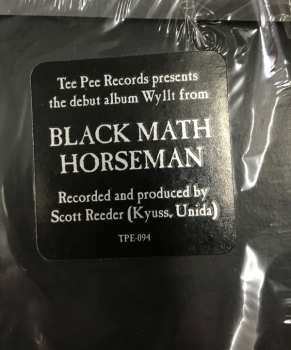 Tee Pee Records presents
the debut album Wyllt from
BLACK MATH
HORSEMAN
Recorded and produced by
Scott Reeder (Kyuss, Unida)
TPE-094